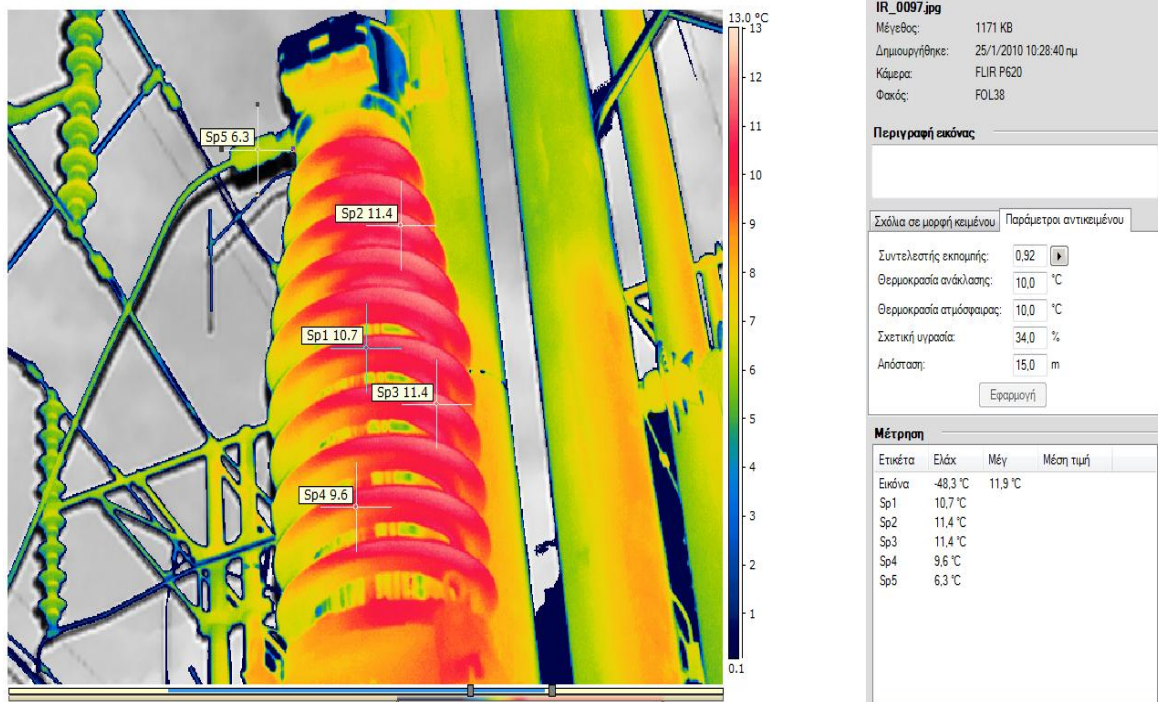 13.0 °C
13
12
11
10
9
8
7
6
5
4
3
2
1
0.1
Sp5 6.3
Sp2 11.4
Sp1 10.7
Sp3 11.4
Sp4 9.6
IR_0097.jpg
Μέγεθος: 1171 KB
Δημιουργήθηκε: 25/1/2010 10:28:40 πμ
Κάμερα: FLIR P620
Φακός: FOL38
Περιγραφή εικόνας
Σχόλια σε μορφή κειμένου Παράμετροι αντικειμένου
Συντελεστής εκπομπής: 0,92
Θερμοκρασία ανάκλασης: 10,0 °C
Θερμοκρασία ατμόσφαιρας: 10,0 °C
Σχετική υγρασία: 34,0 %
Απόσταση: 15,0 m
Εφαρμογή
Μέτρηση
Ετικέτα Ελάχ Μέγ Μέση τιμή
Εικόνα -48,3 °C 11,9 °C
Sp1 10,7 °C
Sp2 11,4 °C
Sp3 11,4 °C
Sp4 9,6 °C
Sp5 6,3 °C